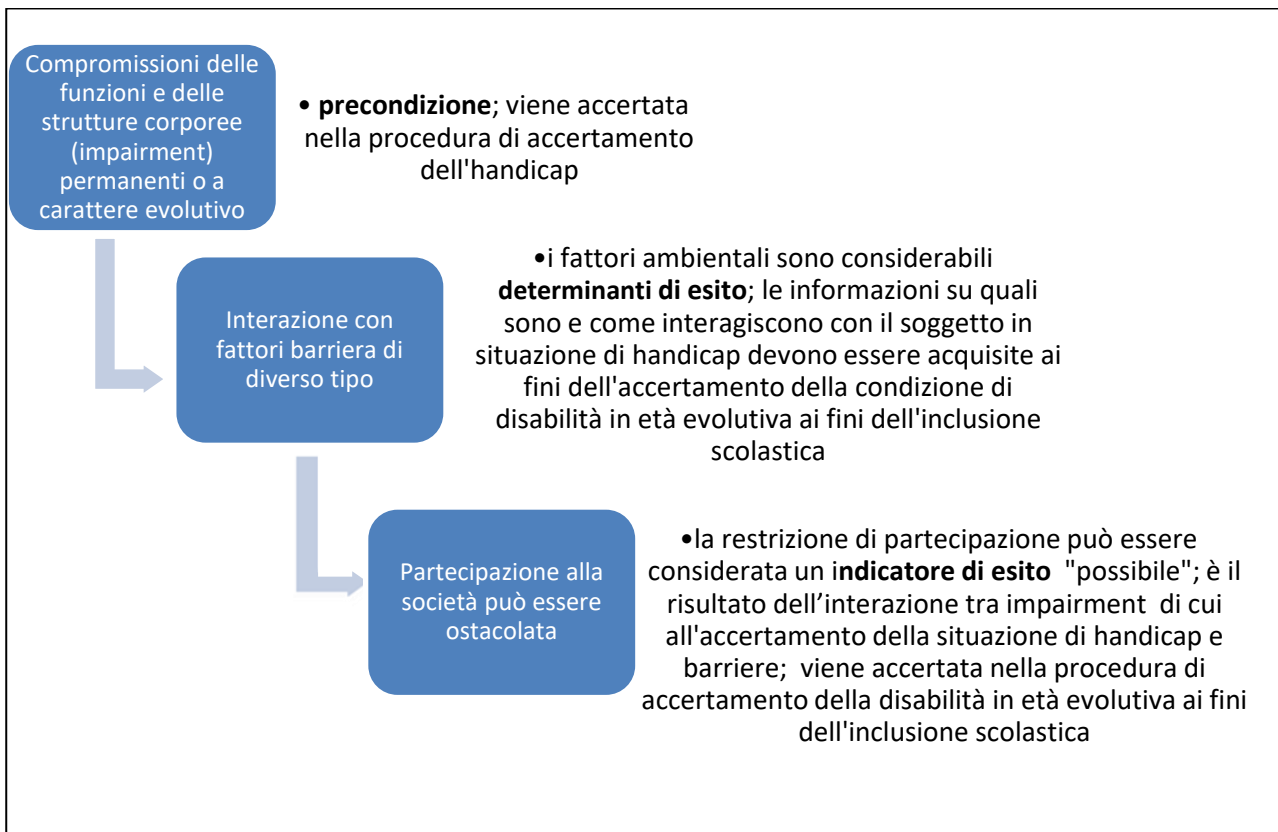 Compromissioni delle
funzioni e delle
strutture corporee
(impairment)
permanenti o a
carattere evolutivo
• precondizione; viene accertata
nella procedura di accertamento
dell'handicap
Interazione con
fattori barriera di
diverso tipo
•i fattori ambientali sono considerabili
determinanti di esito; le informazioni su quali
sono e come interagiscono con il soggetto in
situazione di handicap devono essere acquisite ai
fini dell'accertamento della condizione di
disabilità in età evolutiva ai fini dell'inclusione
scolastica
Partecipazione alla
società può essere
ostacolata
•la restrizione di partecipazione può essere
considerata un indicatore di esito "possibile"; è il
risultato dell’interazione tra impairment di cui
all'accertamento della situazione di handicap e
barriere; viene accertata nella procedura di
accertamento della disabilità in età evolutiva ai fini
dell'inclusione scolastica